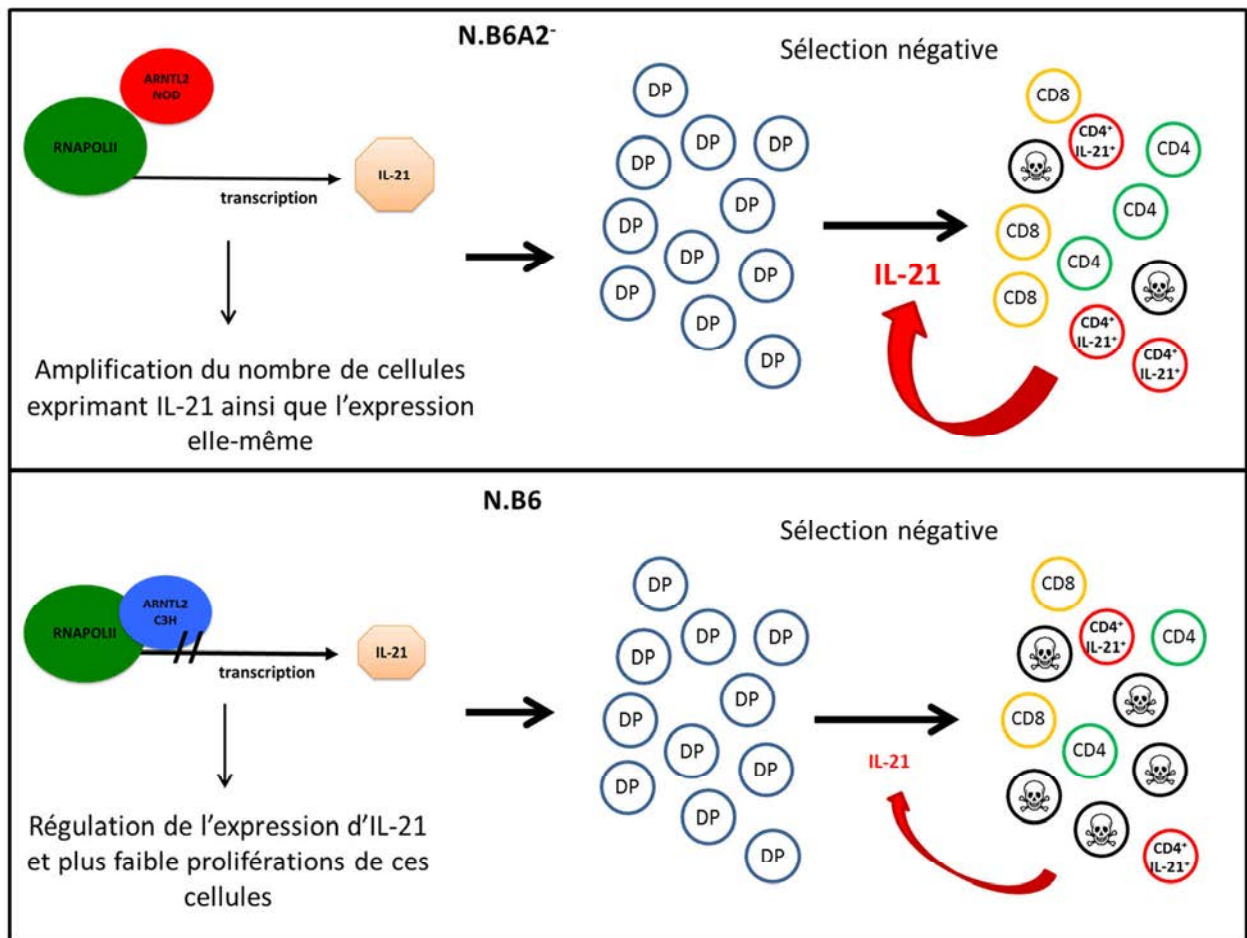 N.B6A2⁻
Sélection négative
ARNTL2
NOD
RNAPOLII
transcription
IL-21
Amplification du nombre de cellules
exprimant IL-21 ainsi que l'expression
elle-même
DP
DP
DP
DP
DP
DP
DP
DP
DP
DP
DP
IL-21
CD8
CD4⁺
IL-21⁺
CD4
CD4
CD8
CD4
CD8
CD4⁺
IL-21⁺
CD4⁺
IL-21⁺
N.B6
Sélection négative
ARNTL2
C3H
RNAPOLII
transcription
IL-21
Régulation de l'expression d'IL-21
et plus faible proliférations de ces
cellules
DP
DP
DP
DP
DP
DP
DP
DP
DP
DP
DP
IL-21
CD8
CD4⁺
IL-21⁺
CD4
CD8
CD4
CD4⁺
IL-21⁺